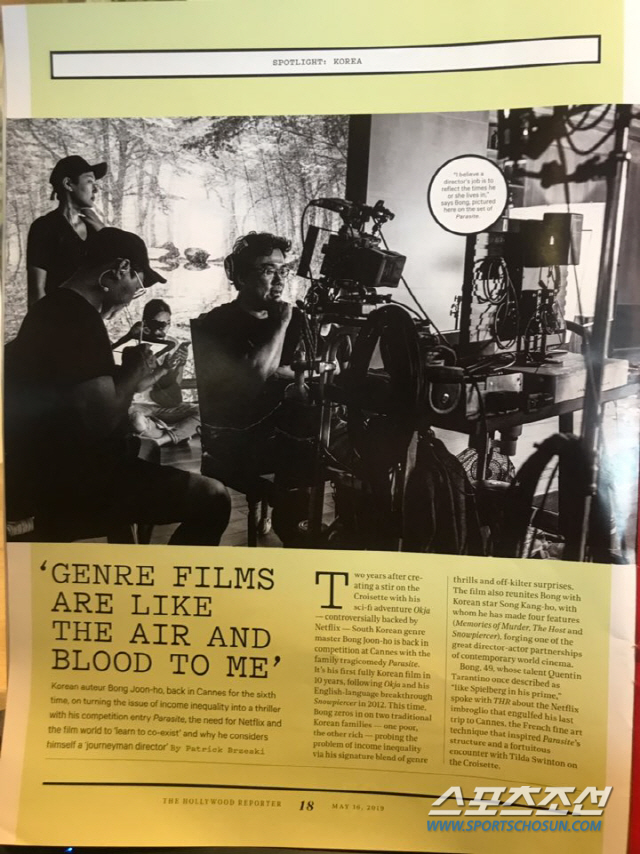 SPOTLIGHT: KOREA
"I believe a
director's job is to
reflect the times he
or she lives in,"
says Bong, pictured
here on the set of
Parasite.
'GENRE FILMS
ARE LIKE
THE AIR AND
BLOOD TO ME'
Korean auteur Bong Joon-ho, back in Cannes for the sixth
time, on turning the issue of income inequality into a thriller
with his competition entry Parasite, the need for Netflix and
the film world to 'learn to co-exist' and why he considers
himself a 'journeyman director' By Patrick Brzeski
Two years after cre-
ating a stir on the
Croisette with his
sci-fi adventure Okja
— controversially backed by
Netflix — South Korean genre
master Bong Joon-ho is back in
competition at Cannes with the
family tragicomedy Parasite.
It's his first fully Korean film in
10 years, following Okja and his
English-language breakthrough
Snowpiercer in 2012. This time,
Bong zeros in on two traditional
Korean families — one poor,
the other rich — probing the
problem of income inequality
via his signature blend of genre
thrills and off-kilter surprises.
The film also reunites Bong with
Korean star Song Kang-ho, with
whom he has made four features
(Memories of Murder, The Host and
Snowpiercer), forging one of the
great director-actor partnerships
of contemporary world cinema.
Bong, 49, whose talent Quentin
Tarantino once described as
"like Spielberg in his prime,"
spoke with THR about the Netflix
imbroglio that engulfed his last
trip to Cannes, the French fine art
technique that inspired Parasite's
structure and a fortuitous
encounter with Tilda Swinton on
the Croisette.
THE HOLLYWOOD REPORTER 18 MAY 16, 2019
스포츠조선
WWW.SPORTSCHOSUN.COM